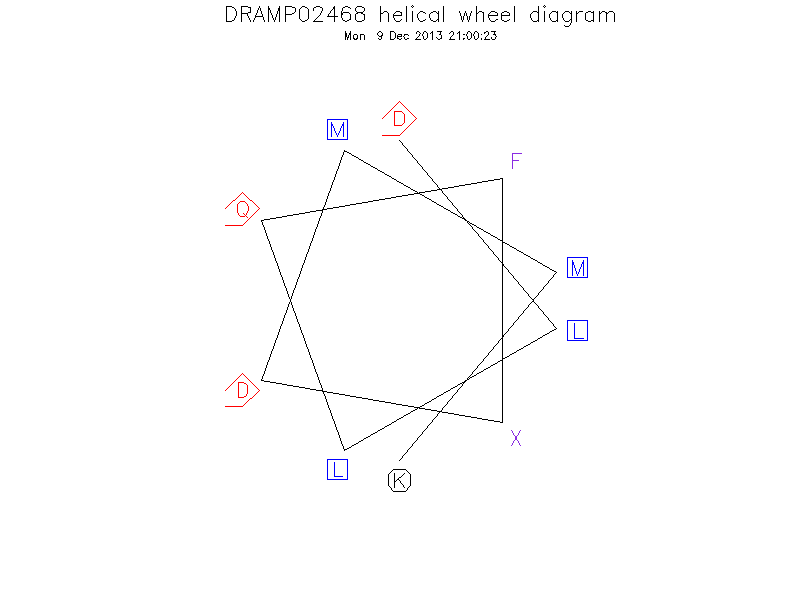 DRAMP02468 helical wheel diagram
Mon 9 Dec 2013 21:00:23
D
M
F
Q
M
L
D
X
L
K